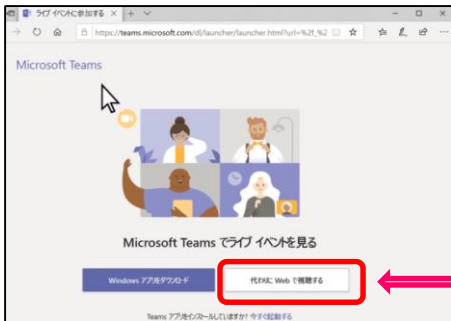 ライブ イベントに参加する
https://teams.microsoft.com/dl/launcher/launcher.html?url=%2f_%2
Microsoft Teams
Microsoft Teams でライブ イベントを見る
Windows アプリをダウンロード
代わりに Web で視聴する
Teams アプリをインストールしていますか? 今すぐ起動する